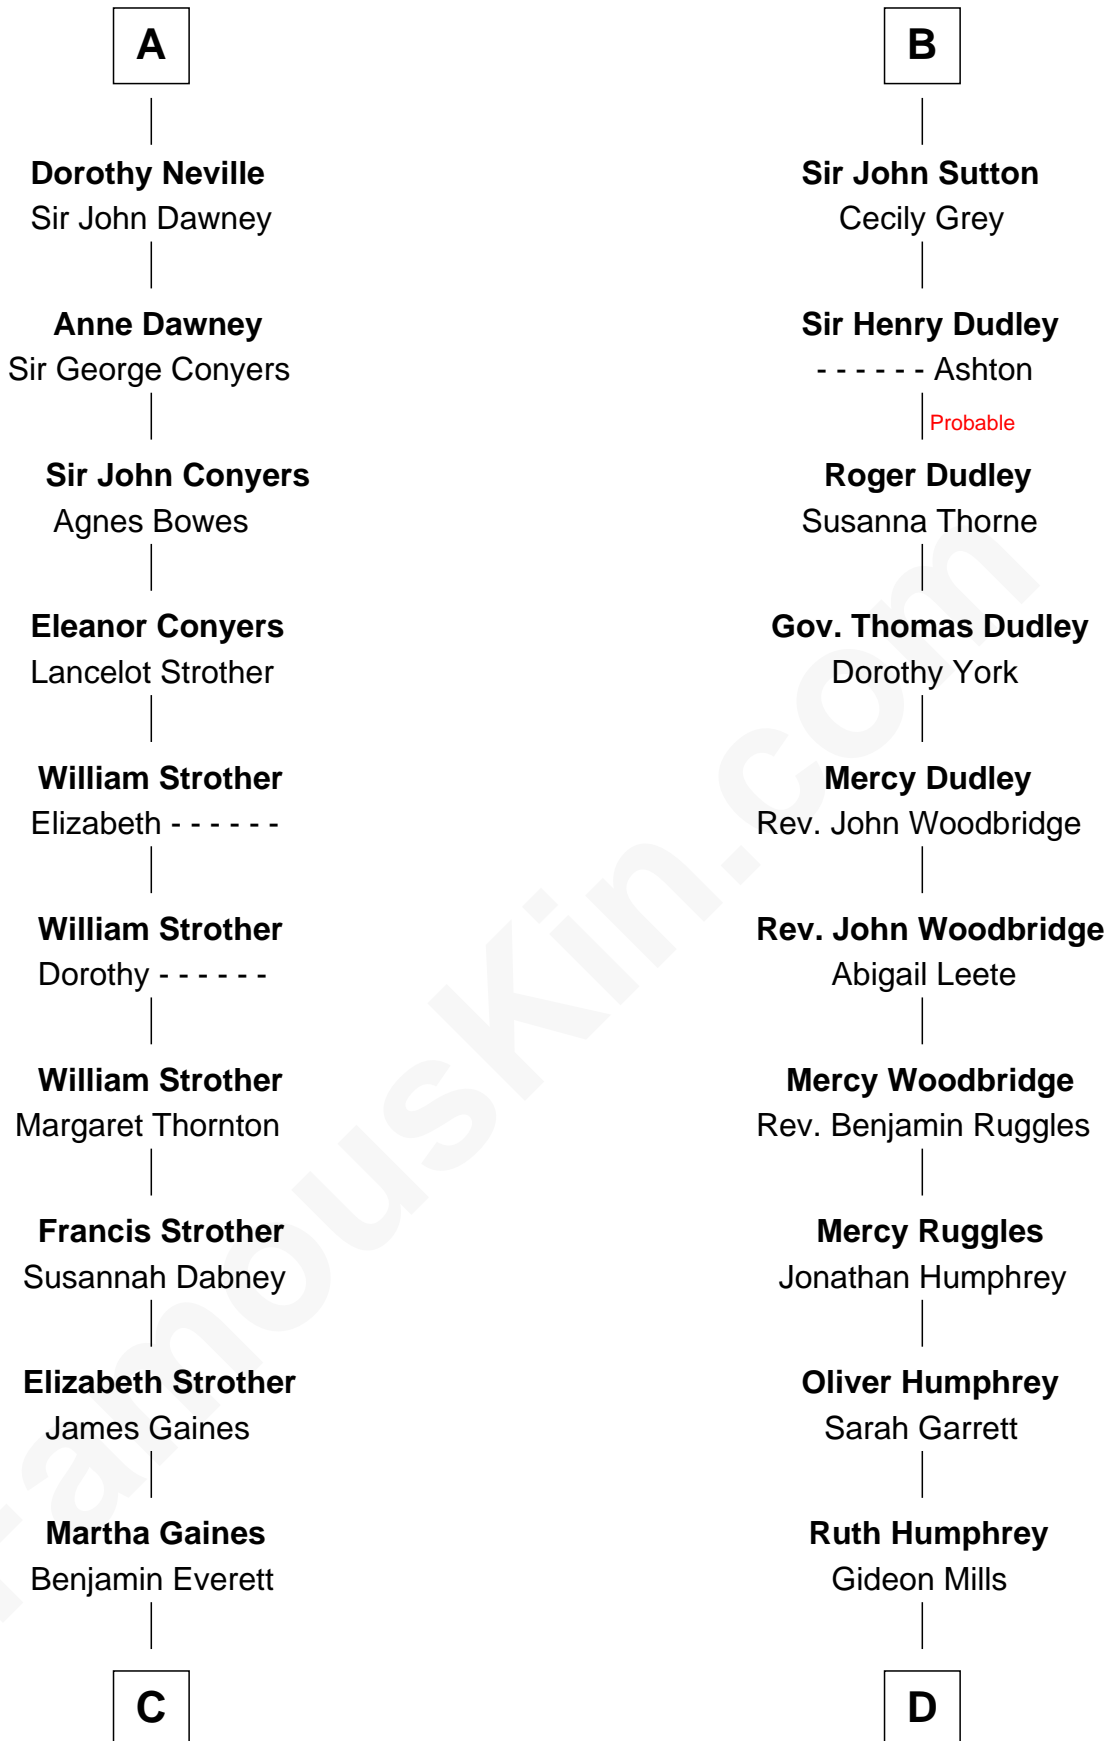 A
Dorothy Neville
Sir John Dawney
Anne Dawney
Sir George Conyers
Sir John Conyers
Agnes Bowes
Eleanor Conyers
Lancelot Strother
William Strother
Elizabeth - - - - - -
William Strother
Dorothy - - - - - -
William Strother
Margaret Thornton
Francis Strother
Susannah Dabney
Elizabeth Strother
James Gaines
Martha Gaines
Benjamin Everett
C
B
Sir John Sutton
Cecily Grey
Sir Henry Dudley
- - - - - - Ashton
Probable
Roger Dudley
Susanna Thorne
Gov. Thomas Dudley
Dorothy York
Mercy Dudley
Rev. John Woodbridge
Rev. John Woodbridge
Abigail Leete
Mercy Woodbridge
Rev. Benjamin Ruggles
Mercy Ruggles
Jonathan Humphrey
Oliver Humphrey
Sarah Garrett
Ruth Humphrey
Gideon Mills
D
FamousKin.com